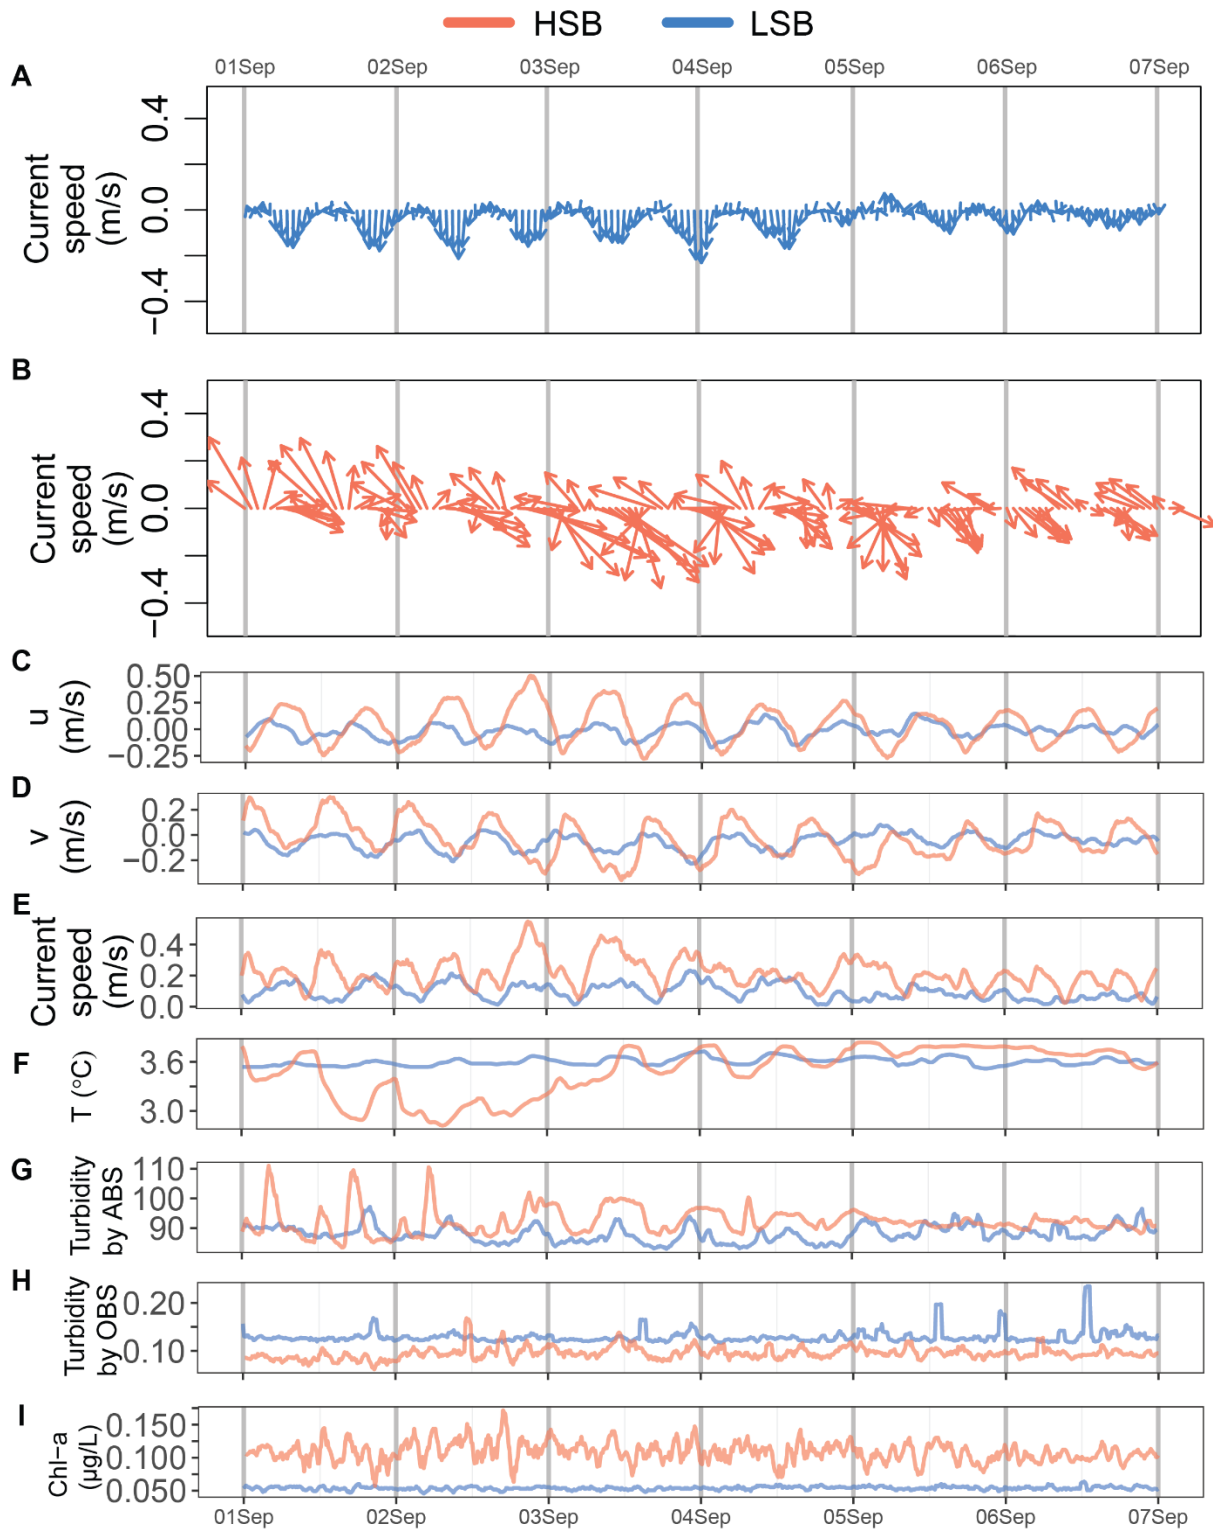 HSB LSB
01Sep 02Sep 03Sep 04Sep 05Sep 06Sep 07Sep
A
Current
speed
(m/s)
0.4
0.0
−0.4
B
Current
speed
(m/s)
0.4
0.0
−0.4
C
u
(m/s)
0.50
0.25
0.00
−0.25
D
v
(m/s)
0.2
0.0
−0.2
E
Current
speed
(m/s)
0.4
0.2
0.0
F
T (°C)
3.6
3.0
G
Turbidity
by ABS
110
100
90
H
Turbidity
by OBS
0.20
0.10
I
Chl−a
(µg/L)
0.150
0.100
0.050
01Sep 02Sep 03Sep 04Sep 05Sep 06Sep 07Sep